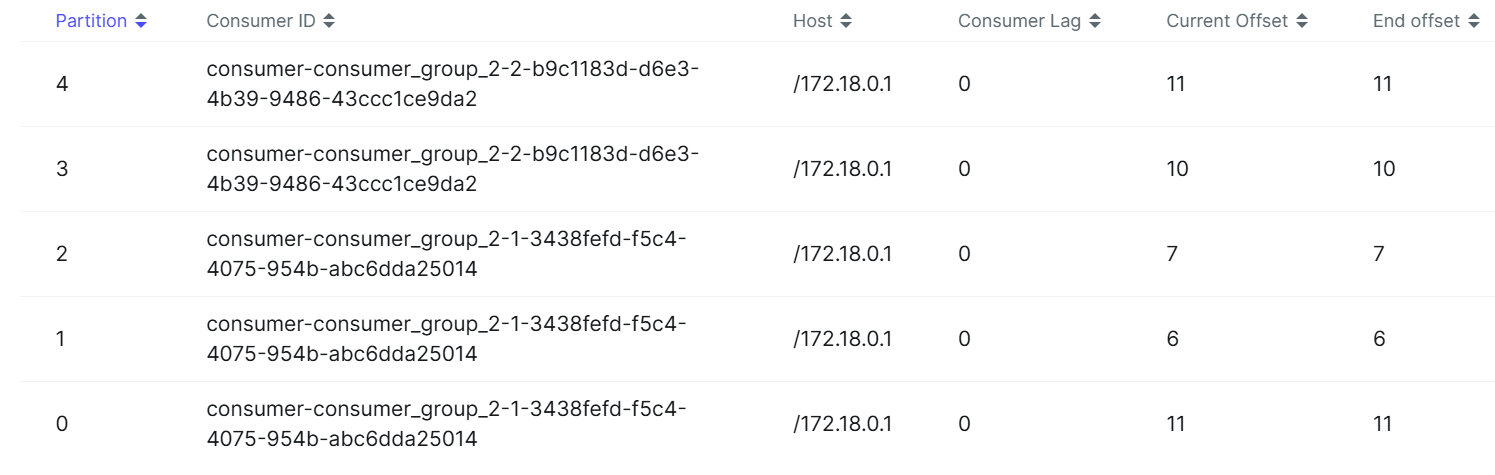 Partition Consumer ID Host Consumer Lag Current Offset End offset
4 consumer-consumer_group_2-2-b9c1183d-d6e3- /172.18.0.1 0 11 11
4b39-9486-43ccc1ce9da2
3 consumer-consumer_group_2-2-b9c1183d-d6e3- /172.18.0.1 0 10 10
4b39-9486-43ccc1ce9da2
2 consumer-consumer_group_2-1-3438fefd-f5c4- /172.18.0.1 0 7 7
4075-954b-abc6dda25014
1 consumer-consumer_group_2-1-3438fefd-f5c4- /172.18.0.1 0 6 6
4075-954b-abc6dda25014
0 consumer-consumer_group_2-1-3438fefd-f5c4- /172.18.0.1 0 11 11
4075-954b-abc6dda25014